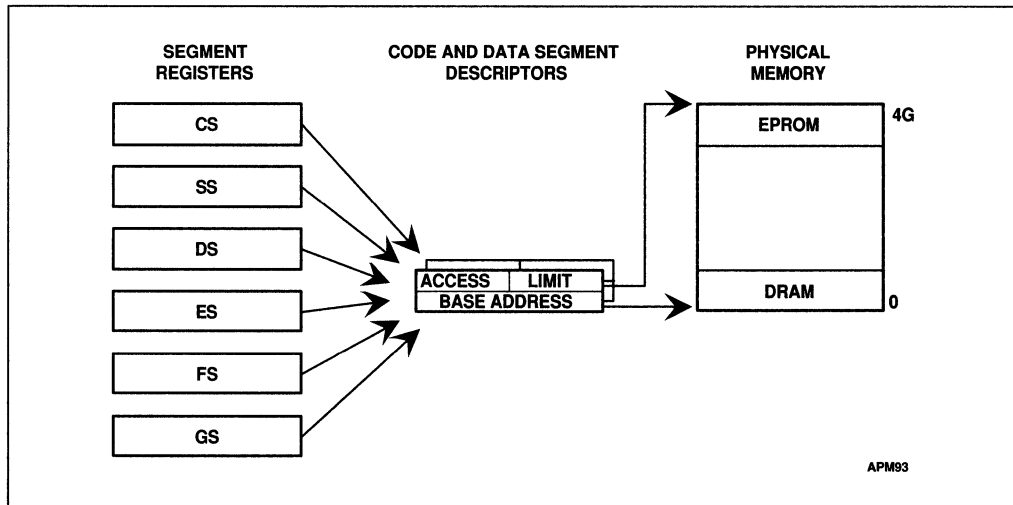 SEGMENT
REGISTERS
CODE AND DATA SEGMENT
DESCRIPTORS
PHYSICAL
MEMORY
CS
SS
DS
ES
FS
GS
ACCESS
LIMIT
BASE ADDRESS
EPROM
4G
DRAM
0
APM93